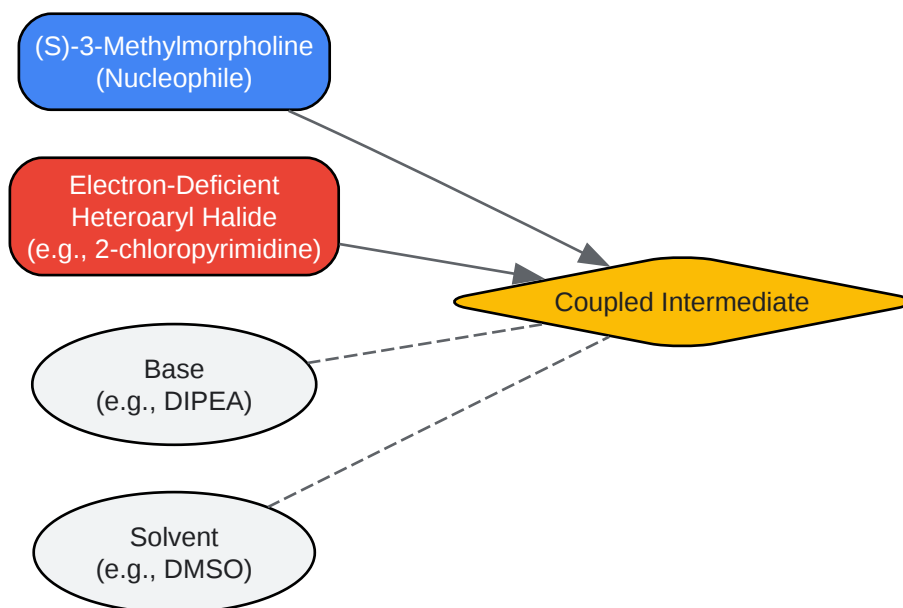 (S)-3-Methylmorpholine
(Nucleophile)
Electron-Deficient
Heteroaryl Halide
(e.g., 2-chloropyrimidine)
Coupled Intermediate
Base
(e.g., DIPEA)
Solvent
(e.g., DMSO)